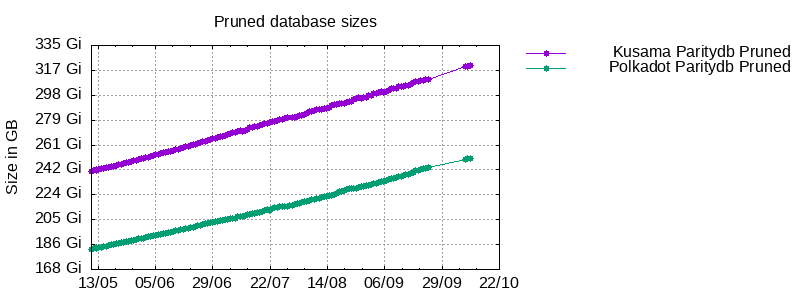 Pruned database sizes
Size in GB
335 Gi
317 Gi
298 Gi
279 Gi
261 Gi
242 Gi
224 Gi
205 Gi
186 Gi
168 Gi
13/05 05/06 29/06 22/07 14/08 06/09 29/09 22/10
Kusama Paritydb Pruned
Polkadot Paritydb Pruned